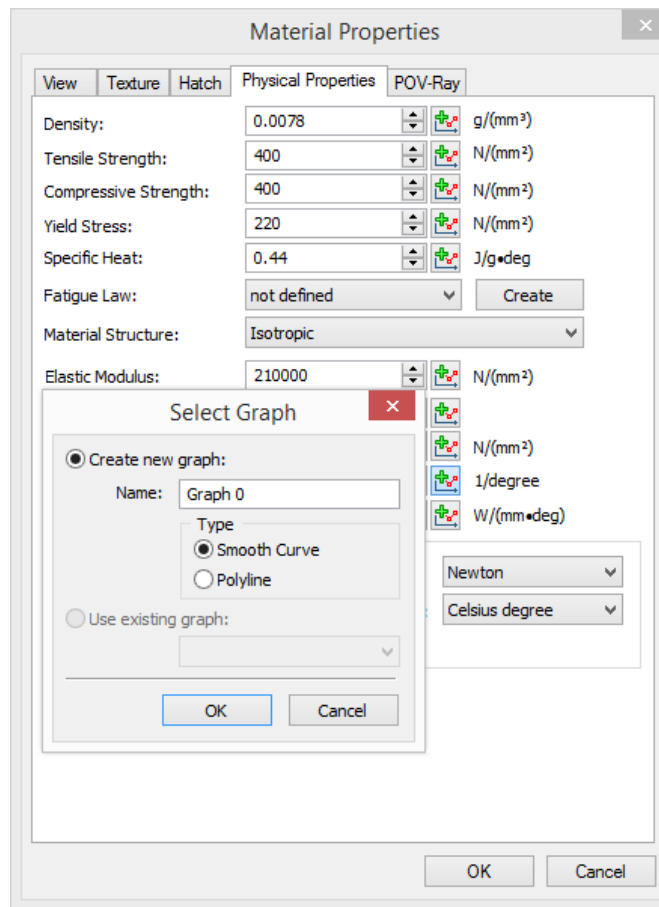 Material Properties
View Texture Hatch Physical Properties POV-Ray
Density: 0.0078 g/(mm³)
Tensile Strength: 400 N/(mm²)
Compressive Strength: 400 N/(mm²)
Yield Stress: 220 N/(mm²)
Specific Heat: 0.44 J/g•deg
Fatigue Law: not defined Create
Material Structure: Isotropic
Elastic Modulus: 210000 N/(mm²)
Select Graph
N/(mm²)
Create new graph:
1/degree
Name: Graph 0
W/(mm•deg)
Type
Smooth Curve
Newton
Polyline
Celsius degree
Use existing graph:
OK Cancel
OK Cancel